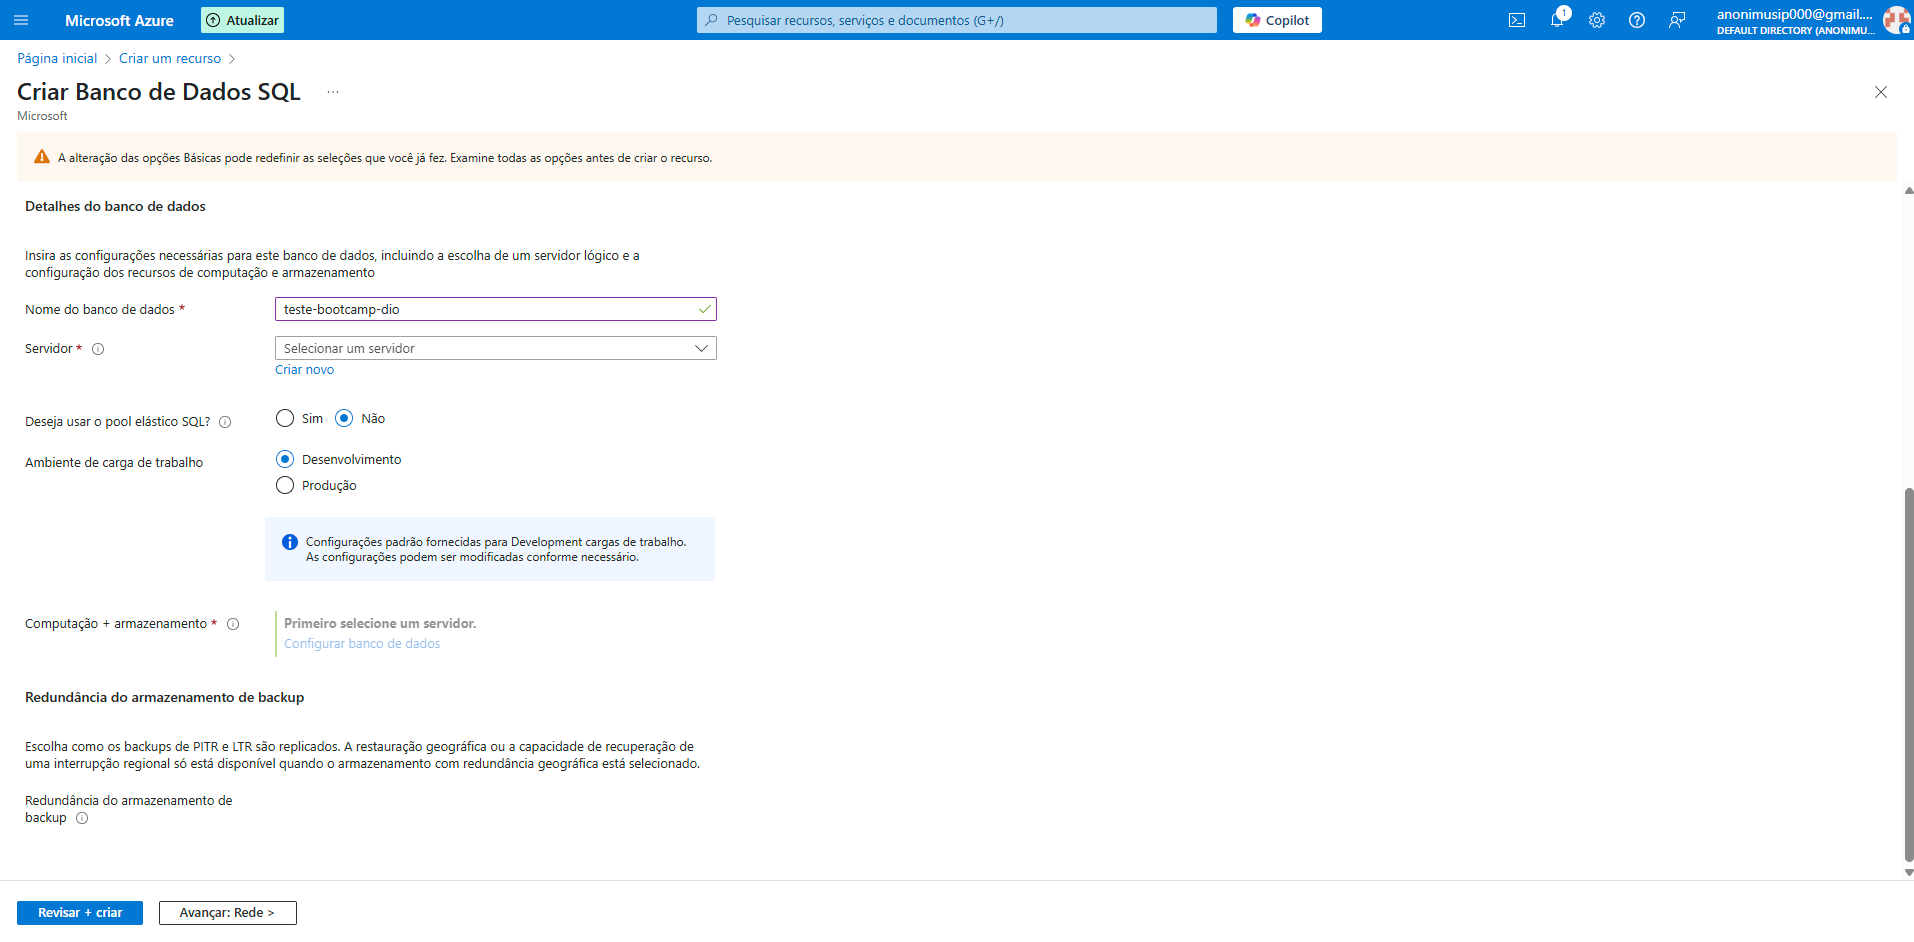 Microsoft Azure
Atualizar
Pesquisar recursos, serviços e documentos (G+/)
Copilot
1
anonimusip000@gmail....
DEFAULT DIRECTORY (ANONIMU...
Página inicial
Criar um recurso
Criar Banco de Dados SQL
...
Microsoft
A alteração das opções Básicas pode redefinir as seleções que você já fez. Examine todas as opções antes de criar o recurso.
Detalhes do banco de dados
Insira as configurações necessárias para este banco de dados, incluindo a escolha de um servidor lógico e a
configuração dos recursos de computação e armazenamento
Nome do banco de dados *
teste-bootcamp-dio
Servidor *
Selecionar um servidor
Criar novo
Deseja usar o pool elástico SQL?
Sim
Não
Ambiente de carga de trabalho
Desenvolvimento
Produção
Configurações padrão fornecidas para Development cargas de trabalho.
As configurações podem ser modificadas conforme necessário.
Computação + armazenamento *
Primeiro selecione um servidor.
Configurar banco de dados
Redundância do armazenamento de backup
Escolha como os backups de PITR e LTR são replicados. A restauração geográfica ou a capacidade de recuperação de
uma interrupção regional só está disponível quando o armazenamento com redundância geográfica está selecionado.
Redundância do armazenamento de
backup
Revisar + criar
Avançar: Rede >